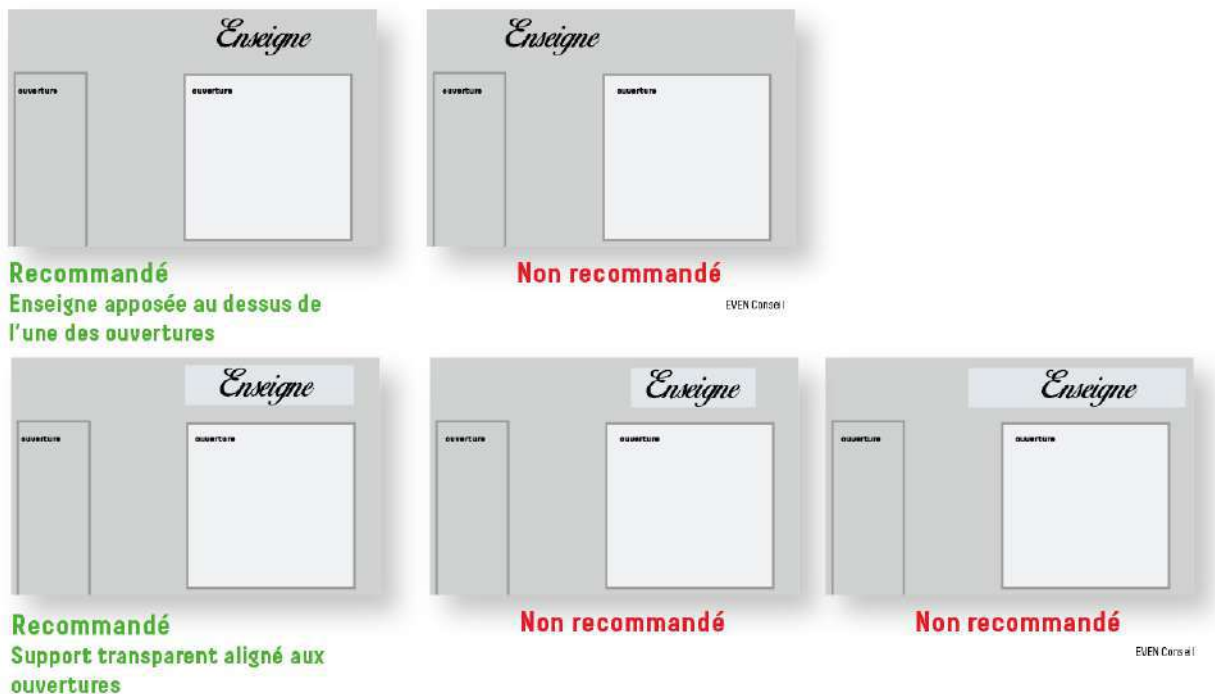 Enseigne
Enseigne
ouverture
ouverture
ouverture
ouverture
Recommandé
Enseigne apposée au dessus de
l'une des ouvertures
Non recommandé
EVEN Conseil
Enseigne
Enseigne
Enseigne
ouverture
ouverture
ouverture
ouverture
ouverture
ouverture
Recommandé
Support transparent aligné aux
ouvertures
Non recommandé
Non recommandé
EVEN Conseil